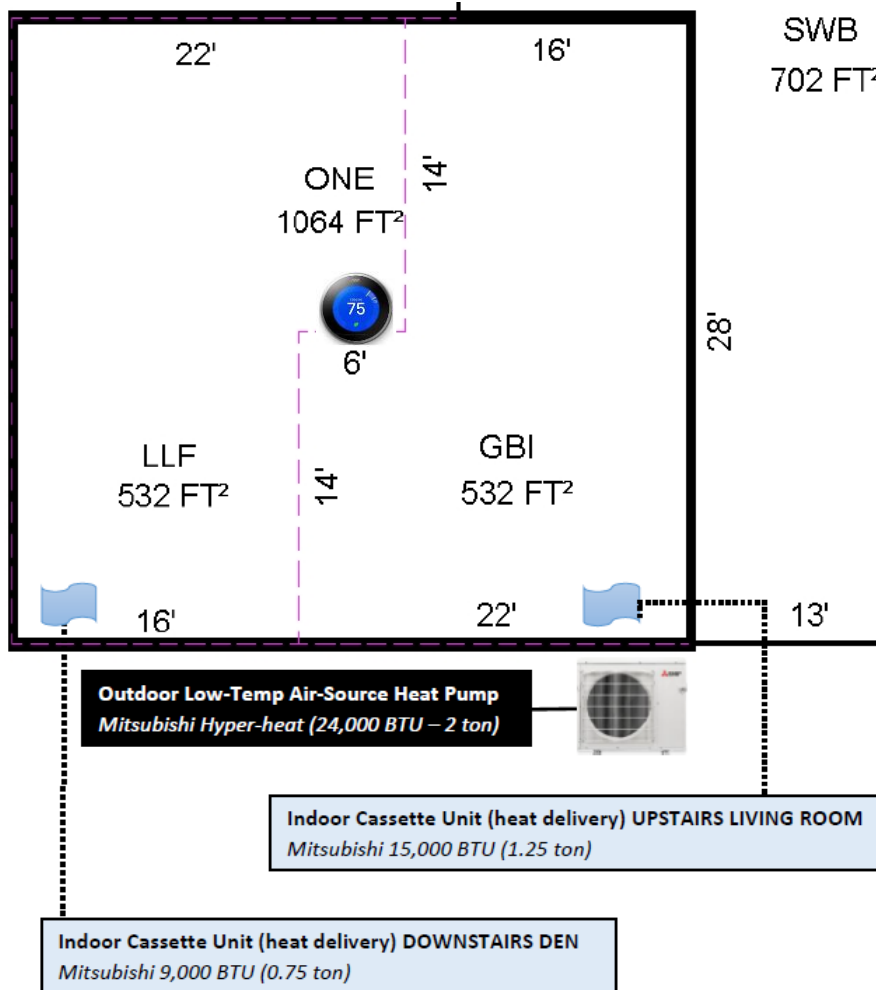 22'
16'
SWB
702 FT²
ONE
1064 FT²
14'
75
6'
28'
LLF
532 FT²
GBI
532 FT²
14'
16'
22'
13'
Outdoor Low-Temp Air-Source Heat Pump
Mitsubishi Hyper-heat (24,000 BTU – 2 ton)
Indoor Cassette Unit (heat delivery) UPSTAIRS LIVING ROOM
Mitsubishi 15,000 BTU (1.25 ton)
Indoor Cassette Unit (heat delivery) DOWNSTAIRS DEN
Mitsubishi 9,000 BTU (0.75 ton)